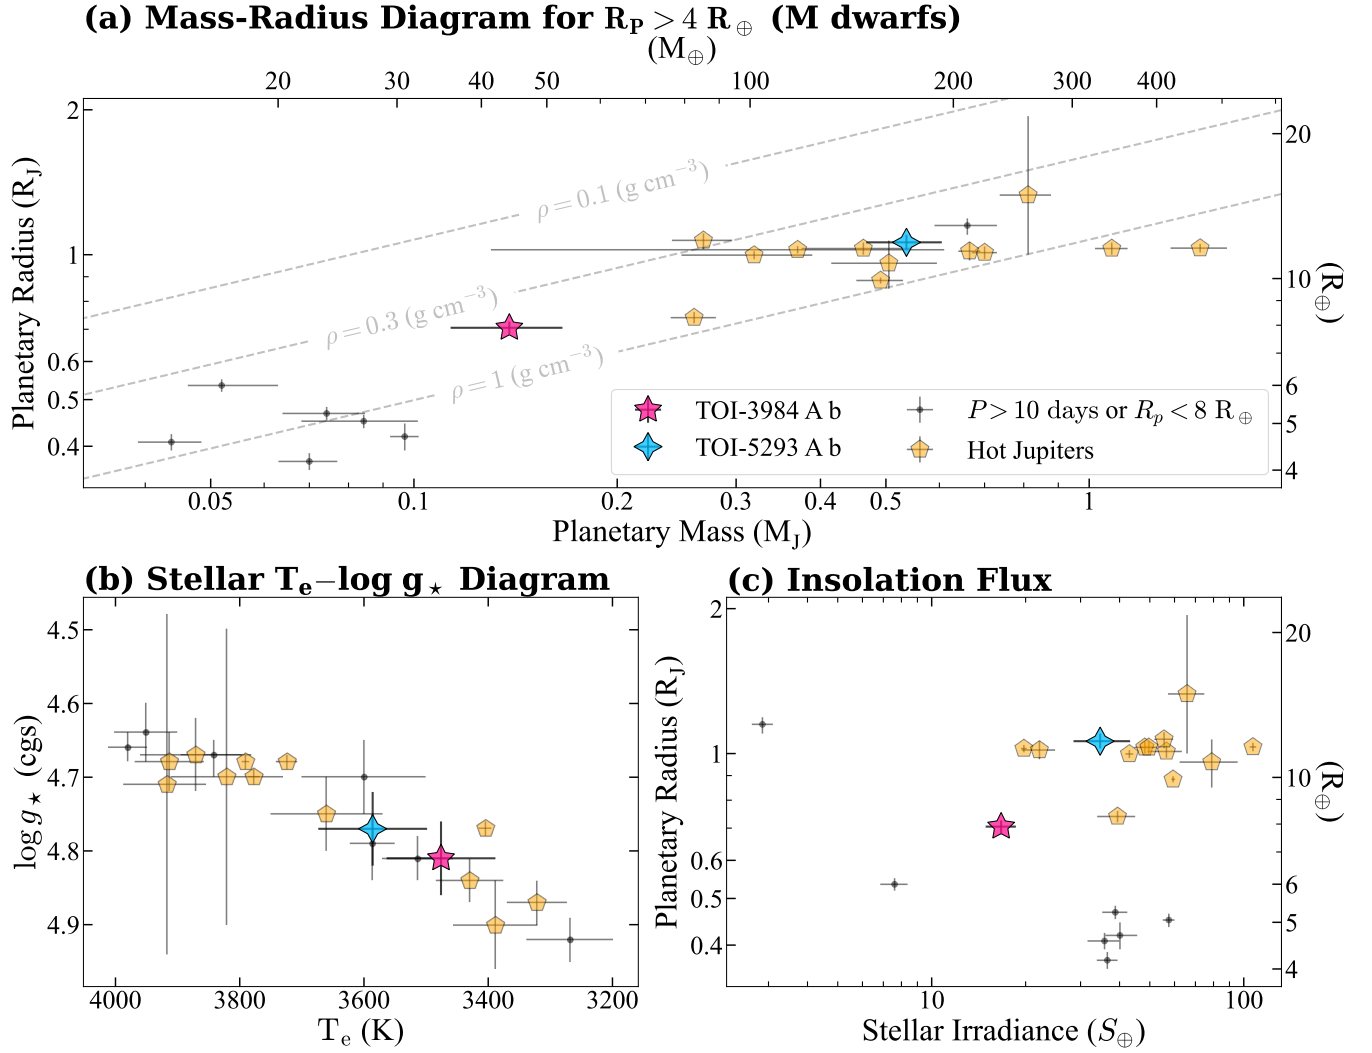 (a) Mass-Radius Diagram for R_P > 4 R_⊕ (M dwarfs)
(M_⊕)
20 30 40 50 100 200 300 400
2
1
0.6
0.5
0.4
Planetary Radius (R_J)
20
10
6
5
4
(R_⊕)
ρ = 0.1 (g cm⁻³)
ρ = 0.3 (g cm⁻³)
ρ = 1 (g cm⁻³)
TOI-3984 A b
TOI-5293 A b
P > 10 days or R_p < 8 R_⊕
Hot Jupiters
0.05 0.1 0.2 0.3 0.4 0.5 1
Planetary Mass (M_J)
(b) Stellar T_e−log g_⋆ Diagram
4.5
4.6
4.7
4.8
4.9
log g_⋆ (cgs)
4000 3800 3600 3400 3200
T_e (K)
(c) Insolation Flux
2
1
0.6
0.5
0.4
Planetary Radius (R_J)
20
10
6
5
4
(R_⊕)
10 100
Stellar Irradiance (S_⊕)